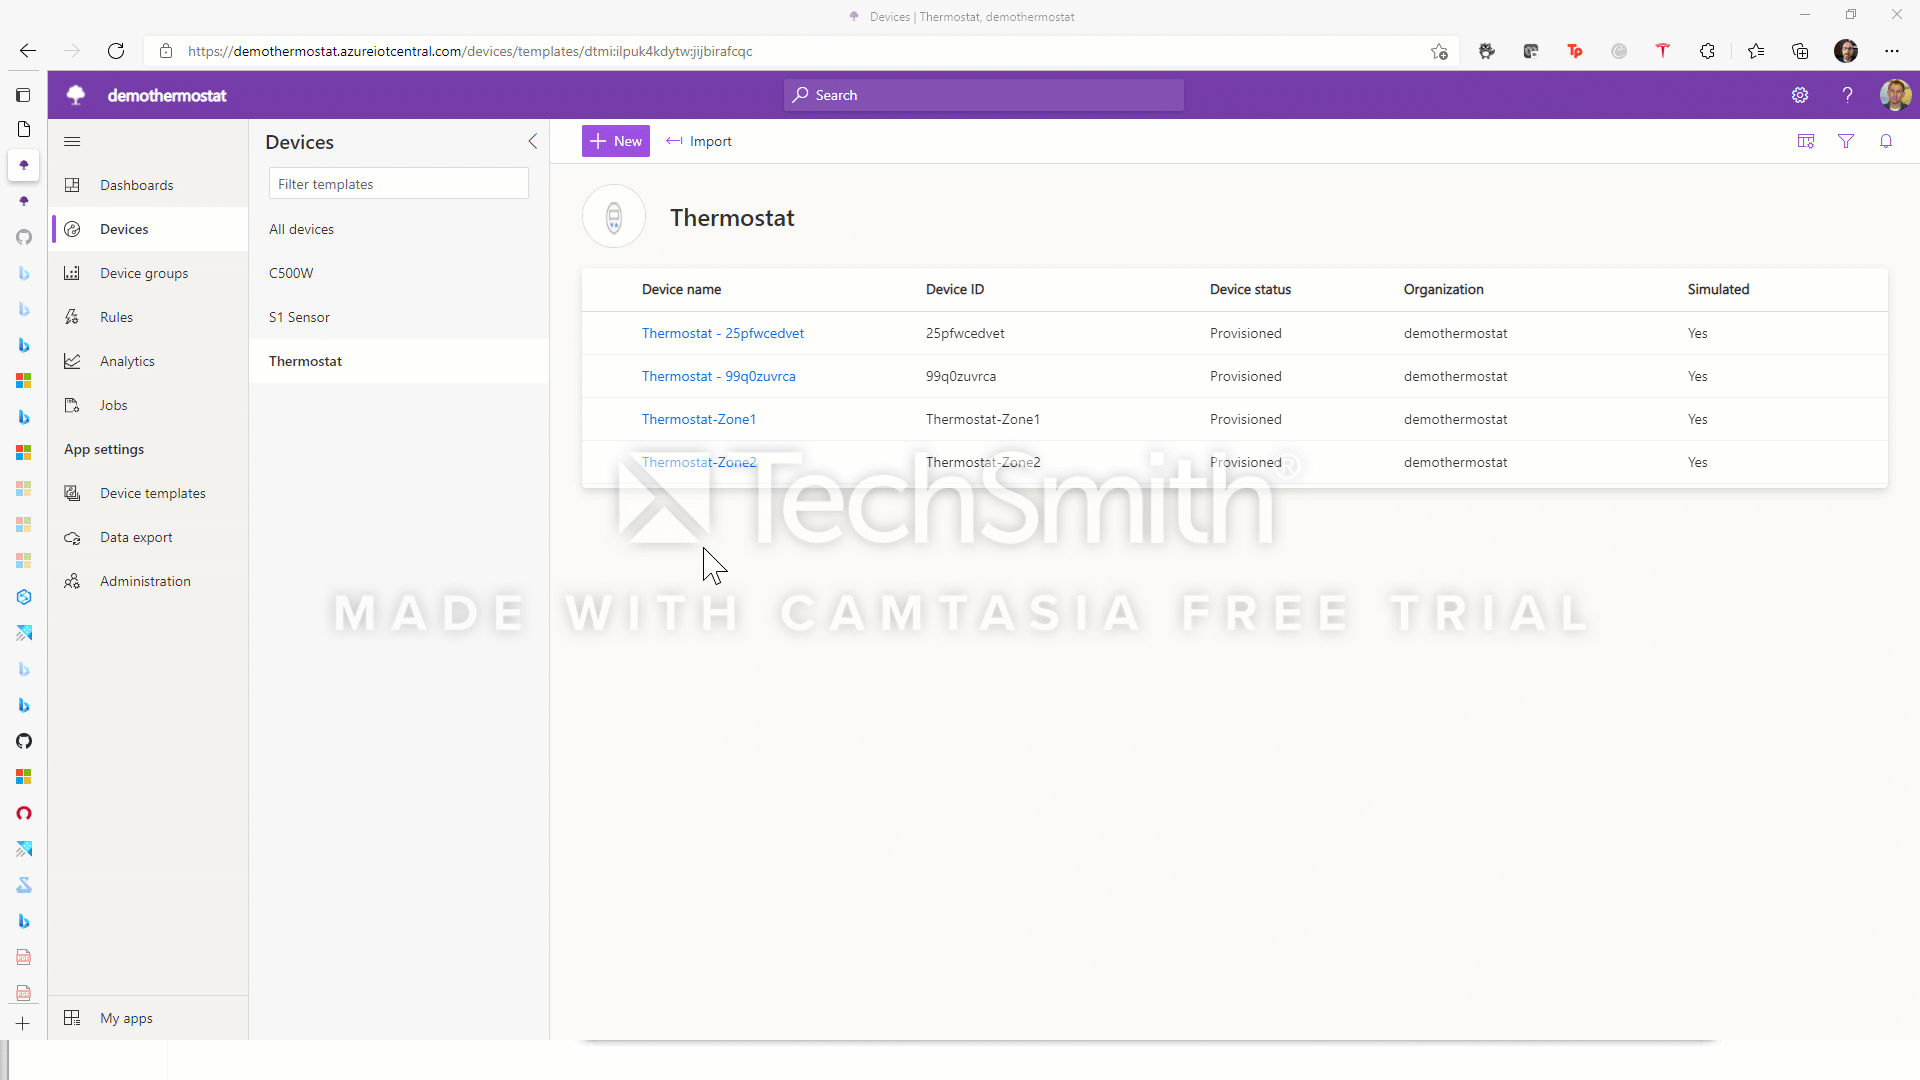 Devices | Thermostat, demothermostat
https://demothermostat.azureiotcentral.com/devices/templates/dtmi:ilpuk4kdytw:jijbirafcqc
demothermostat
Search
Dashboards
Devices
Device groups
Rules
Analytics
Jobs
App settings
Device templates
Data export
Administration
My apps
Devices
Filter templates
All devices
C500W
S1 Sensor
Thermostat
New
Import
Thermostat
Device name Device ID Device status Organization Simulated
Thermostat - 25pfwcedvet 25pfwcedvet Provisioned demothermostat Yes
Thermostat - 99q0zuvrca 99q0zuvrca Provisioned demothermostat Yes
Thermostat-Zone1 Thermostat-Zone1 Provisioned demothermostat Yes
Thermostat-Zone2 Thermostat-Zone2 Provisioned demothermostat Yes
TechSmith®
MADE WITH CAMTASIA FREE TRIAL